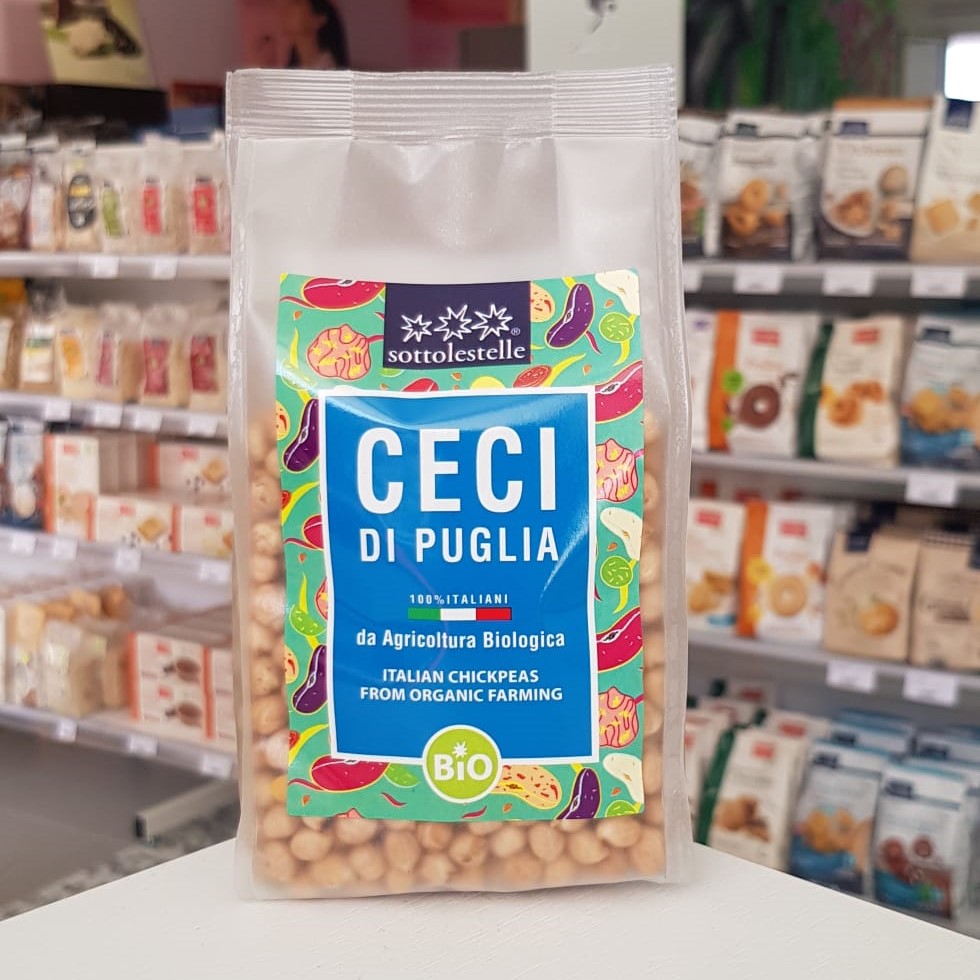 sottolestelle®
CECI
DI PUGLIA
100%ITALIANI
da Agricoltura Biologica
ITALIAN CHICKPEAS
FROM ORGANIC FARMING
BiO